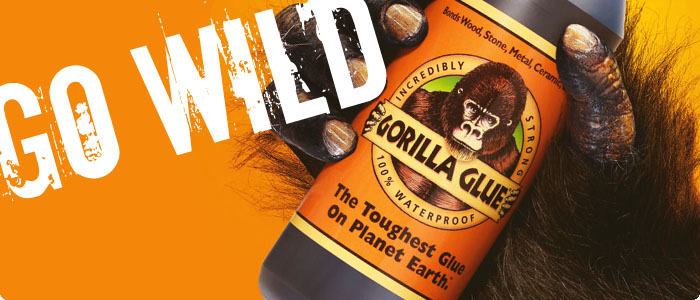 GO WILD
Bonds Wood, Stone, Metal, Ceramic
INCREDIBLY
STRONG
GORILLA GLUE
100% WATERPROOF
The Toughest Glue
on Planet Earth.